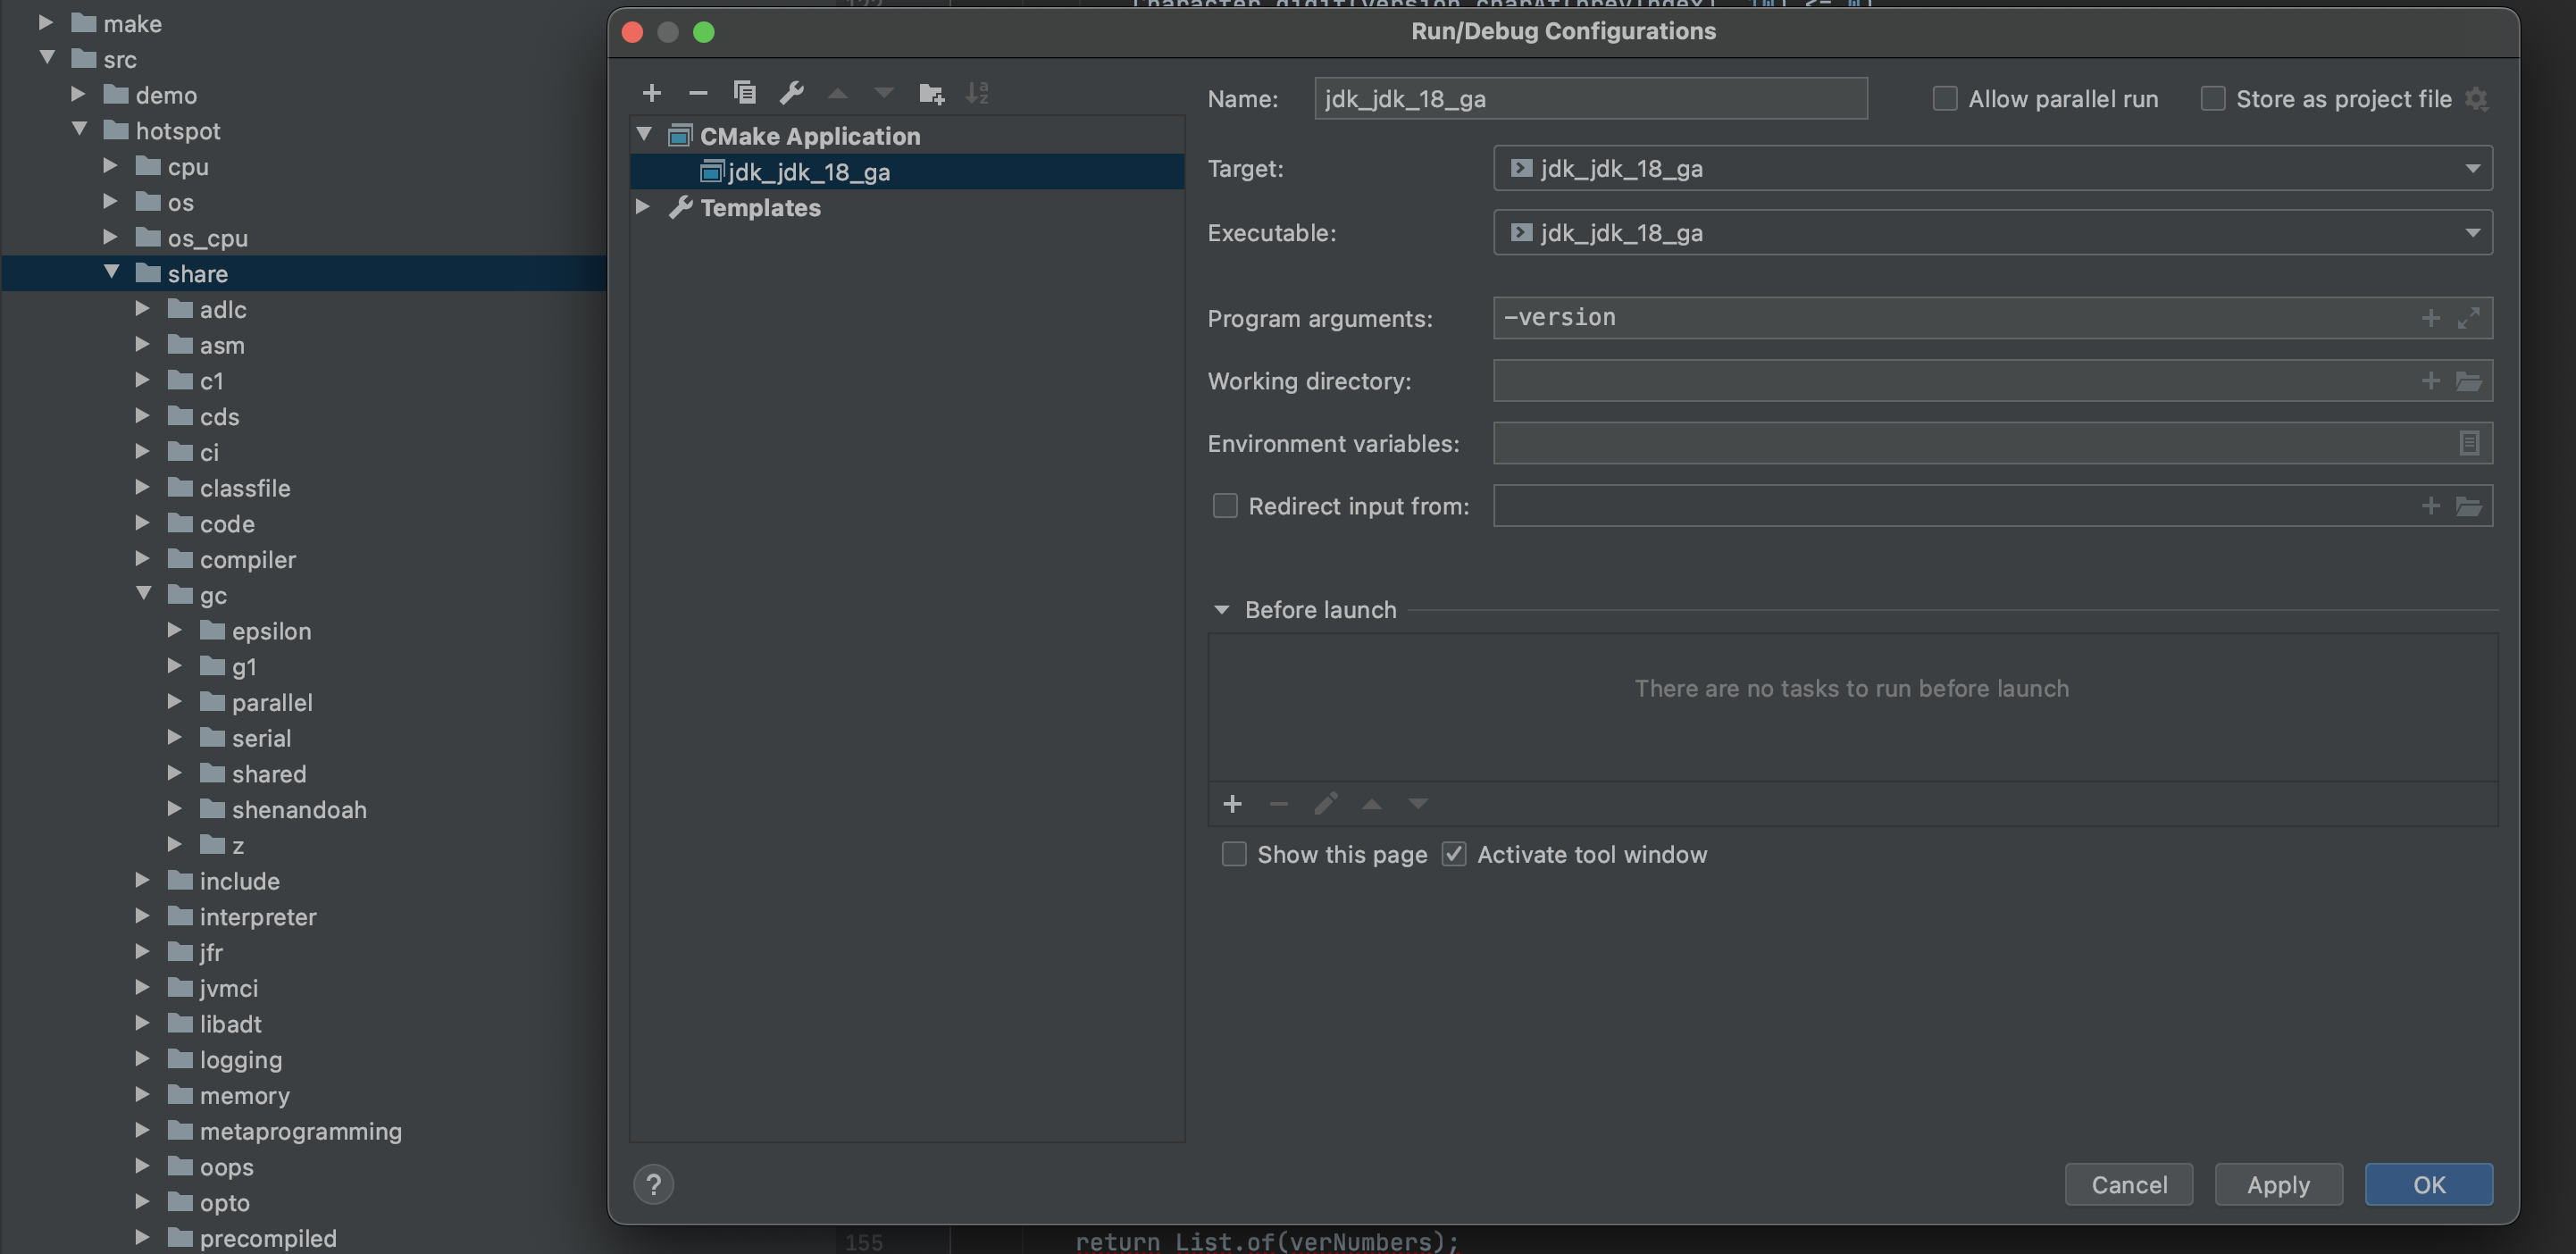 make
src
demo
hotspot
cpu
os
os_cpu
share
adlc
asm
c1
cds
ci
classfile
code
compiler
gc
epsilon
g1
parallel
serial
shared
shenandoah
z
include
interpreter
jfr
jvmci
libadt
logging
memory
metaprogramming
oops
opto
precompiled
Run/Debug Configurations
CMake Application
jdk_jdk_18_ga
Templates
Name: jdk_jdk_18_ga
Allow parallel run
Store as project file
Target: jdk_jdk_18_ga
Executable: jdk_jdk_18_ga
Program arguments: -version
Working directory:
Environment variables:
Redirect input from:
Before launch
There are no tasks to run before launch
Show this page
Activate tool window
?
Cancel
Apply
OK
155 return List.of(verNumbers);